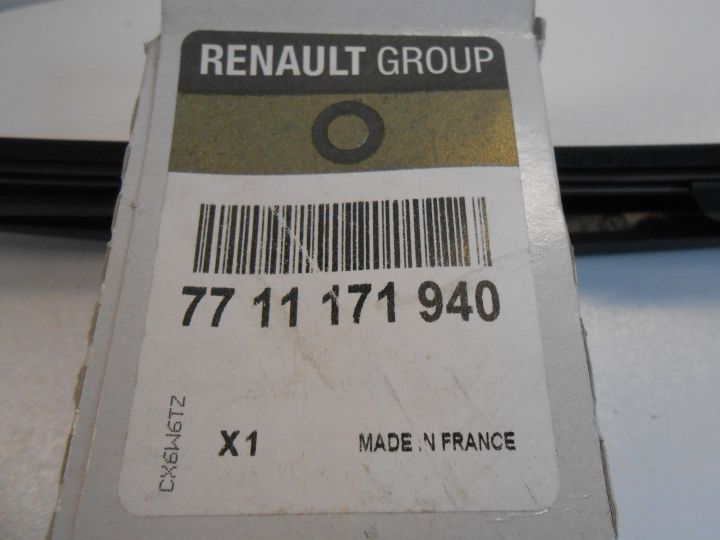 RENAULT GROUP
77 11 171 940
CX6W6TZ
X1 MADE IN FRANCE